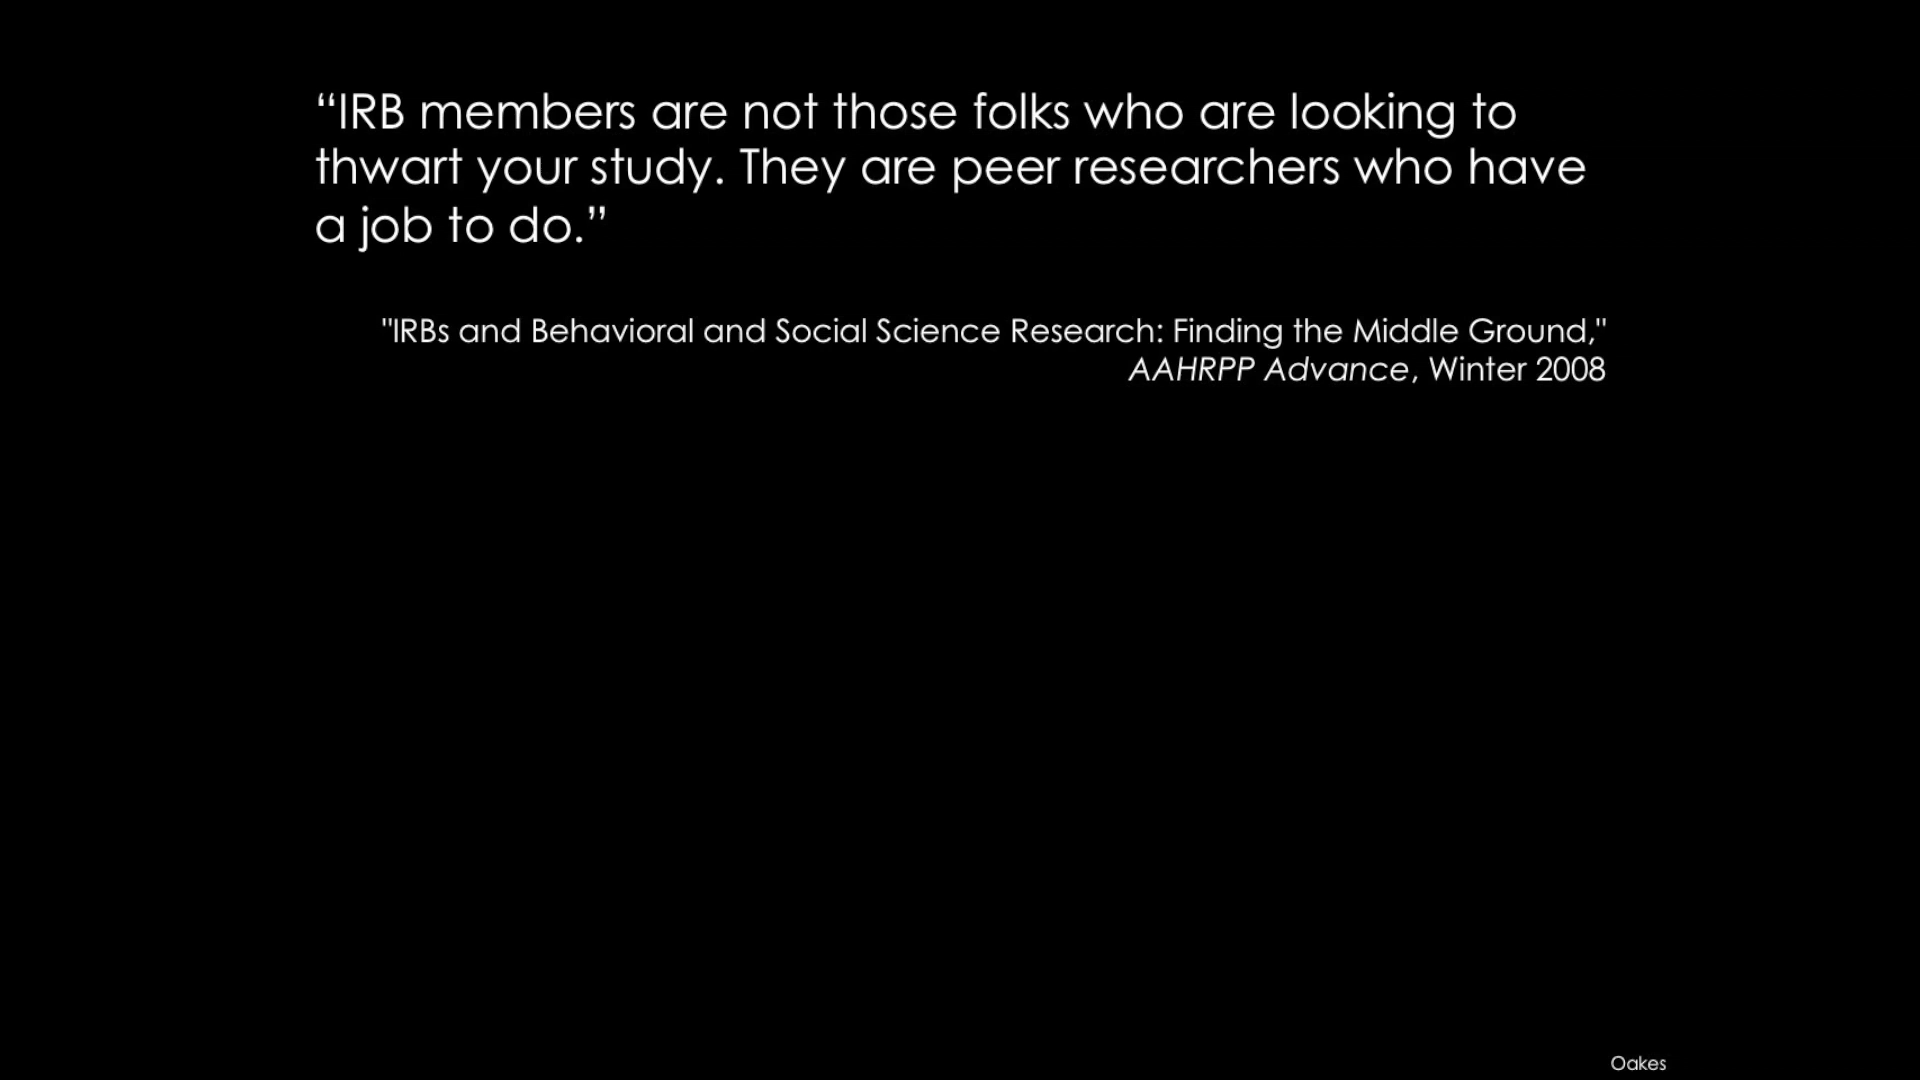 “IRB members are not those folks who are looking to
thwart your study. They are peer researchers who have
a job to do.”
"IRBs and Behavioral and Social Science Research: Finding the Middle Ground,"
AAHRPP Advance, Winter 2008
Oakes